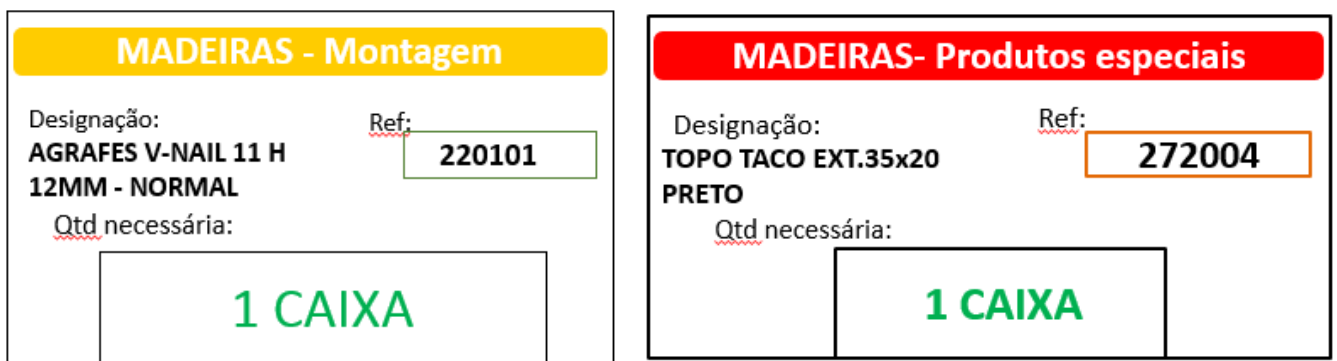 MADEIRAS - Montagem
Designação:
Ref:
AGRAFES V-NAIL 11 H
220101
12MM - NORMAL
Qtd necessária:
1 CAIXA
MADEIRAS- Produtos especiais
Designação:
Ref:
TOPO TACO EXT.35x20
272004
PRETO
Qtd necessária:
1 CAIXA